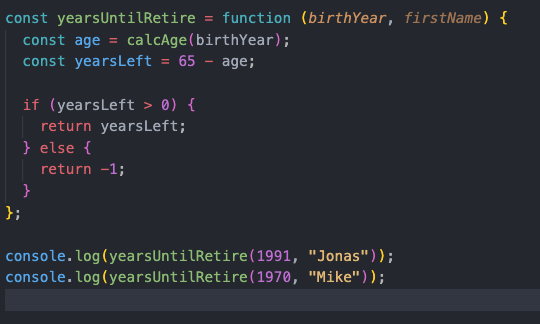 const yearsUntilRetire = function (birthYear, firstName) {
  const age = calcAge(birthYear);
  const yearsLeft = 65 - age;

  if (yearsLeft > 0) {
    return yearsLeft;
  } else {
    return -1;
  }
};

console.log(yearsUntilRetire(1991, "Jonas"));
console.log(yearsUntilRetire(1970, "Mike"));